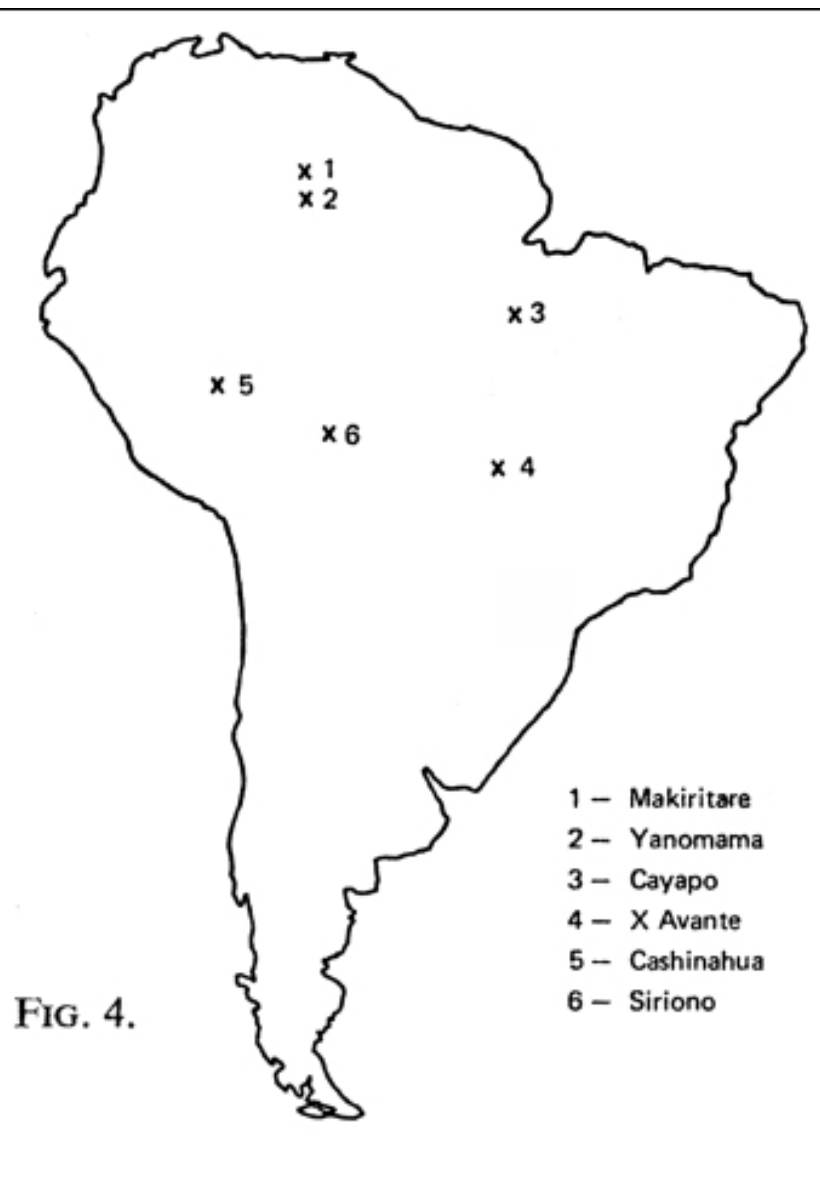 x 1
x 2
x 3
x 5
x 6
x 4
1 — Makiritare
2 — Yanomama
3 — Cayapo
4 — X Avante
5 — Cashinahua
6 — Siriono
FIG. 4.